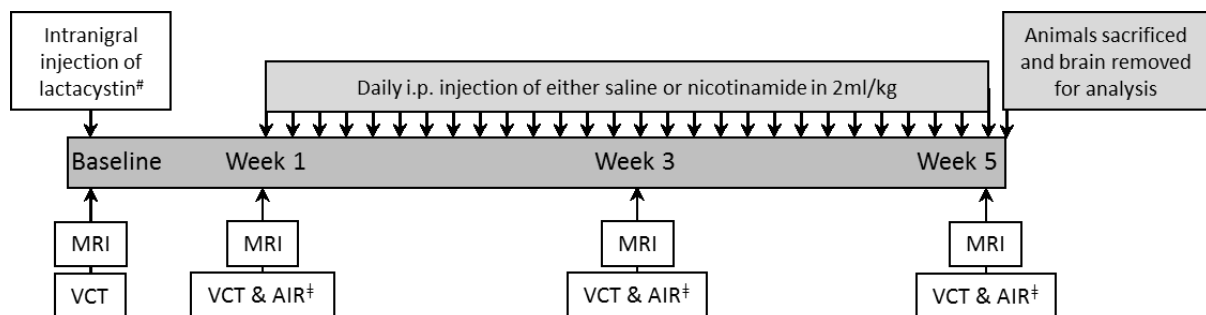 Intranigral
injection of
lactacystin#
Daily i.p. injection of either saline or nicotinamide in 2ml/kg
Animals sacrificed
and brain removed
for analysis
Baseline
Week 1
Week 3
Week 5
MRI
MRI
MRI
MRI
VCT
VCT & AIR‡
VCT & AIR‡
VCT & AIR‡